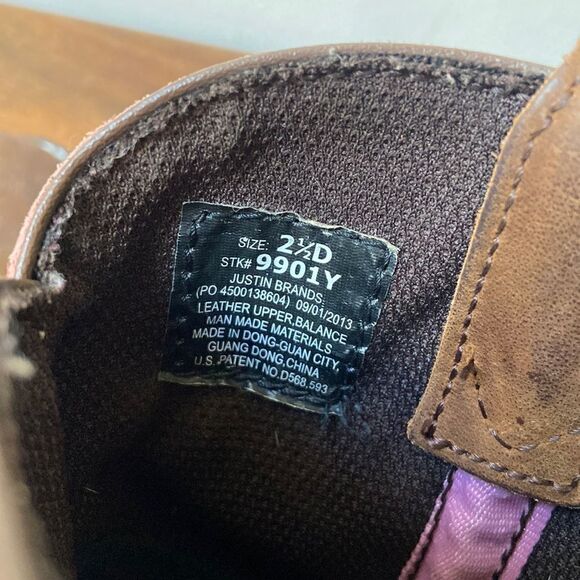 SIZE: 2½D
STK# 9901Y
JUSTIN BRANDS
(PO 4500138604) 09/01/2013
LEATHER UPPER,BALANCE
MAN MADE MATERIALS
MADE IN DONG-GUAN CITY,
GUANG DONG,CHINA
U.S.PATENT NO.D568,593